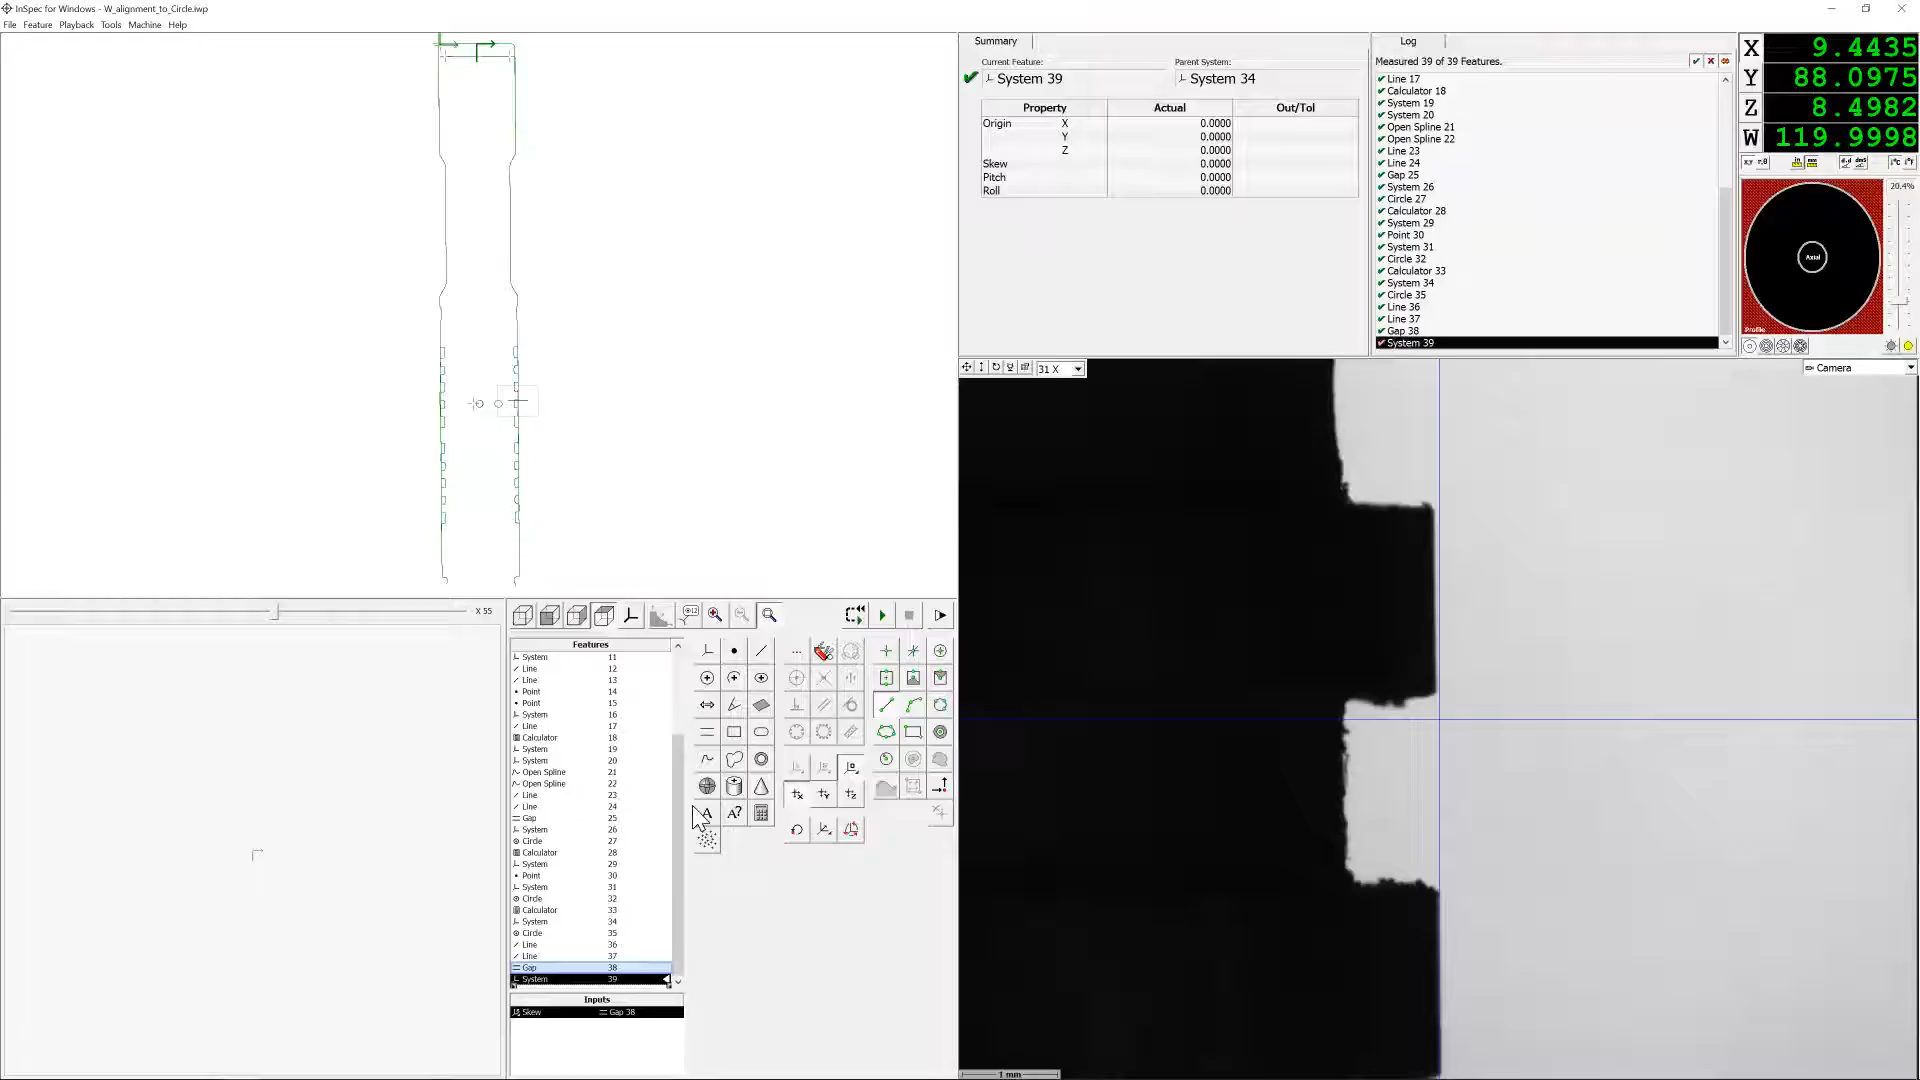 InSpec for Windows - W_alignment_to_Circle.iwp
File Feature Playback Tools Machine Help
Summary
Current Feature:
Parent System:
System 39
System 34
Property Actual Out/Tol
Origin X 0.0000
Y 0.0000
Z 0.0000
Skew 0.0000
Pitch 0.0000
Roll 0.0000
Log
Measured 39 of 39 Features.
Line 17
Calculator 18
System 19
System 20
Open Spline 21
Open Spline 22
Line 23
Line 24
Gap 25
System 26
Circle 27
Calculator 28
System 29
Point 30
System 31
Circle 32
Calculator 33
System 34
Circle 35
Line 36
Line 37
Gap 38
System 39
X 9.4435
Y 88.0975
Z 8.4982
W 119.9998
20.4%
Axial
Profile
31 X
Camera
1 mm
X 55
Features
System 11
Line 12
Line 13
Point 14
Point 15
System 16
Line 17
Calculator 18
System 19
System 20
Open Spline 21
Open Spline 22
Line 23
Line 24
Gap 25
System 26
Circle 27
Calculator 28
System 29
Point 30
System 31
Circle 32
Calculator 33
System 34
Circle 35
Line 36
Line 37
Gap 38
System 39
Inputs
Skew Gap 38